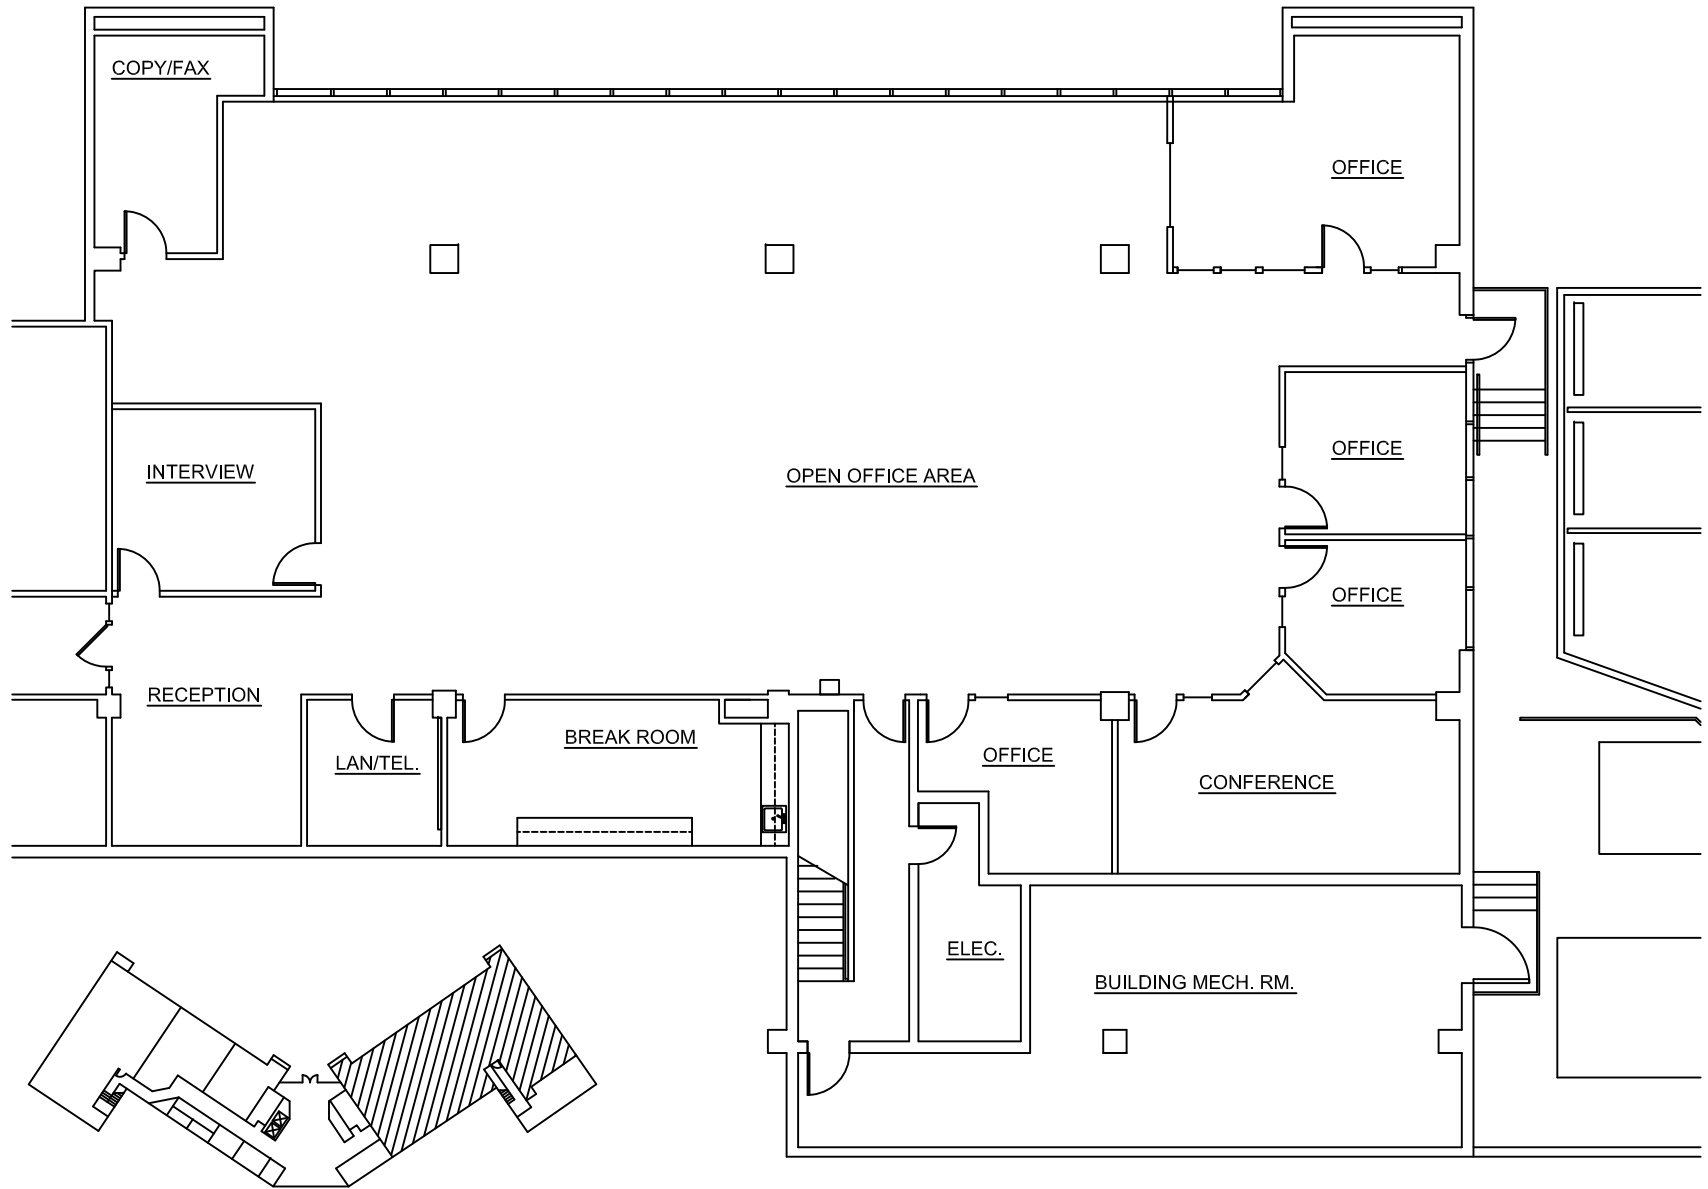 COPY/FAX
OFFICE
OFFICE
INTERVIEW
OPEN OFFICE AREA
OFFICE
RECEPTION
BREAK ROOM
OFFICE
LAN/TEL.
CONFERENCE
ELEC.
BUILDING MECH. RM.